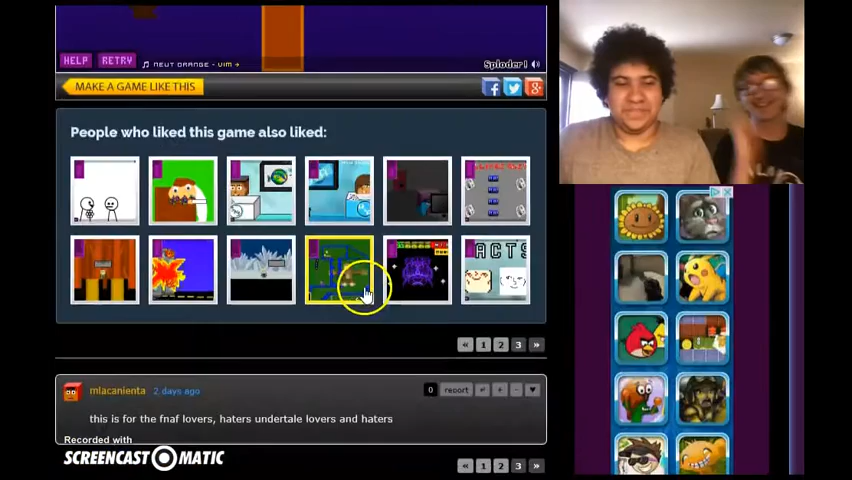 HELP RETRY ♫ NEUT ORANGE - VIM → Sploder!
MAKE A GAME LIKE THIS
People who liked this game also liked:
ACTS
« 1 2 3 »
mlacanienta 2 days ago 0 report
this is for the fnaf lovers, haters undertale lovers and haters
Recorded with
SCREENCAST MATIC
« 1 2 3 »